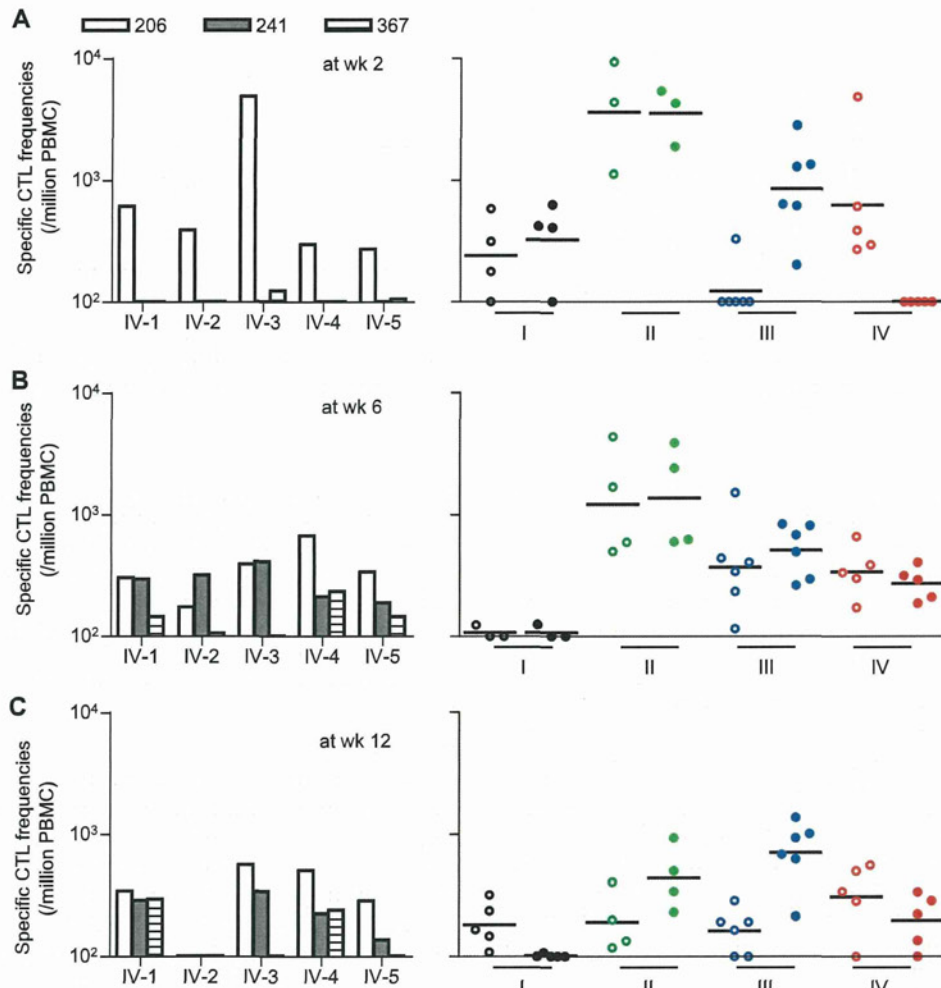 A
206 241 367
at wk 2
Specific CTL frequencies
(/million PBMC)
10⁴
10³
10²
IV-1 IV-2 IV-3 IV-4 IV-5
I II III IV
B
at wk 6
Specific CTL frequencies
(/million PBMC)
10⁴
10³
10²
IV-1 IV-2 IV-3 IV-4 IV-5
I II III IV
C
at wk 12
Specific CTL frequencies
(/million PBMC)
10⁴
10³
10²
IV-1 IV-2 IV-3 IV-4 IV-5
I II III IV